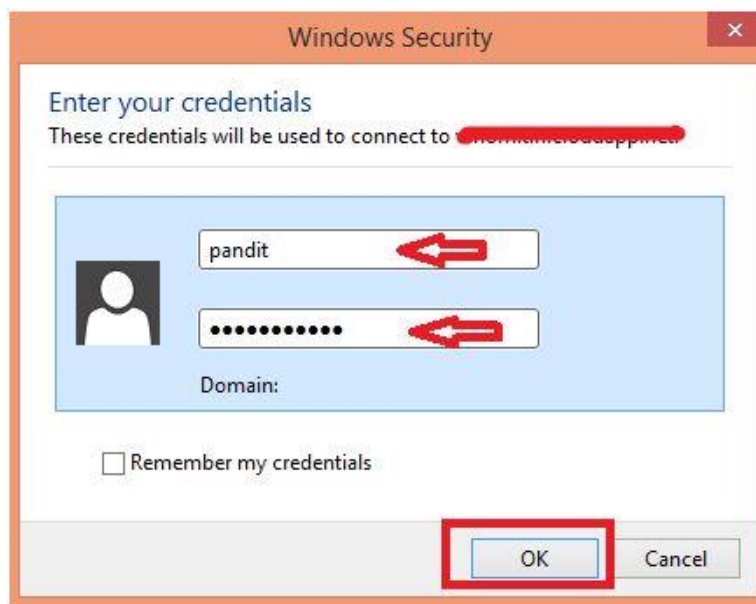 Windows Security
Enter your credentials
These credentials will be used to connect to
pandit
●●●●●●●●●●●
Domain:
Remember my credentials
OK
Cancel